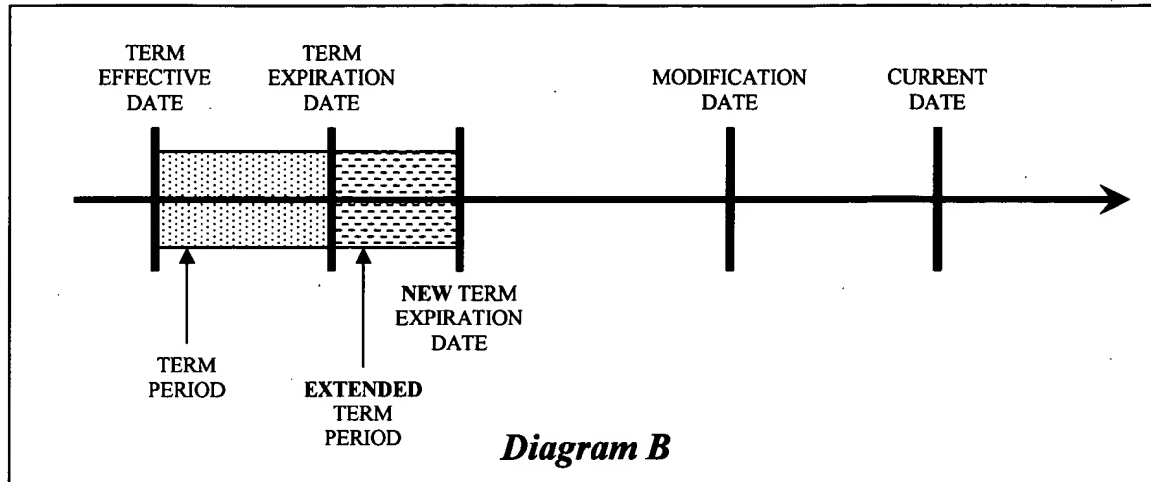 TERM
EFFECTIVE
DATE
TERM
EXPIRATION
DATE
MODIFICATION
DATE
CURRENT
DATE
NEW TERM
EXPIRATION
DATE
TERM
PERIOD
EXTENDED
TERM
PERIOD
Diagram B